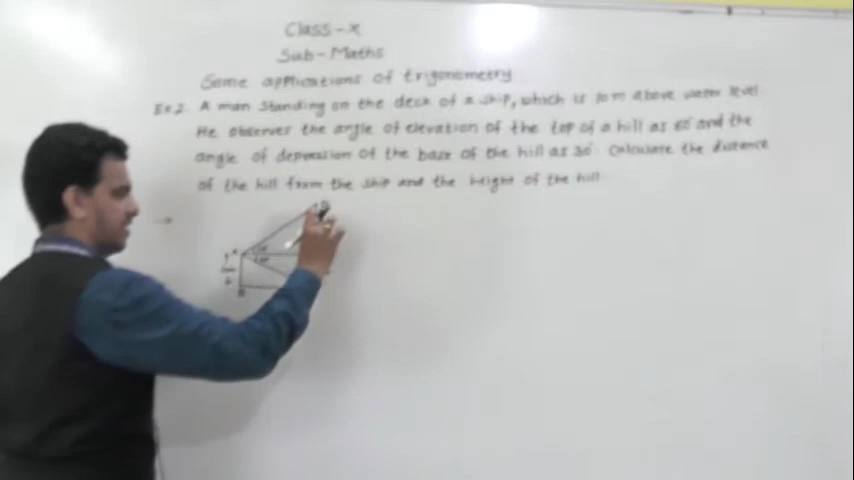 Class-X
Sub-Maths
Some applications of trigonometry
Ex.2. A man standing on the deck of a ship, which is 10m above water level.
He observes the angle of elevation of the top of a hill as 60° and the
angle of depression of the base of the hill as 30°. Calculate the distance
of the hill from the ship and the height of the hill